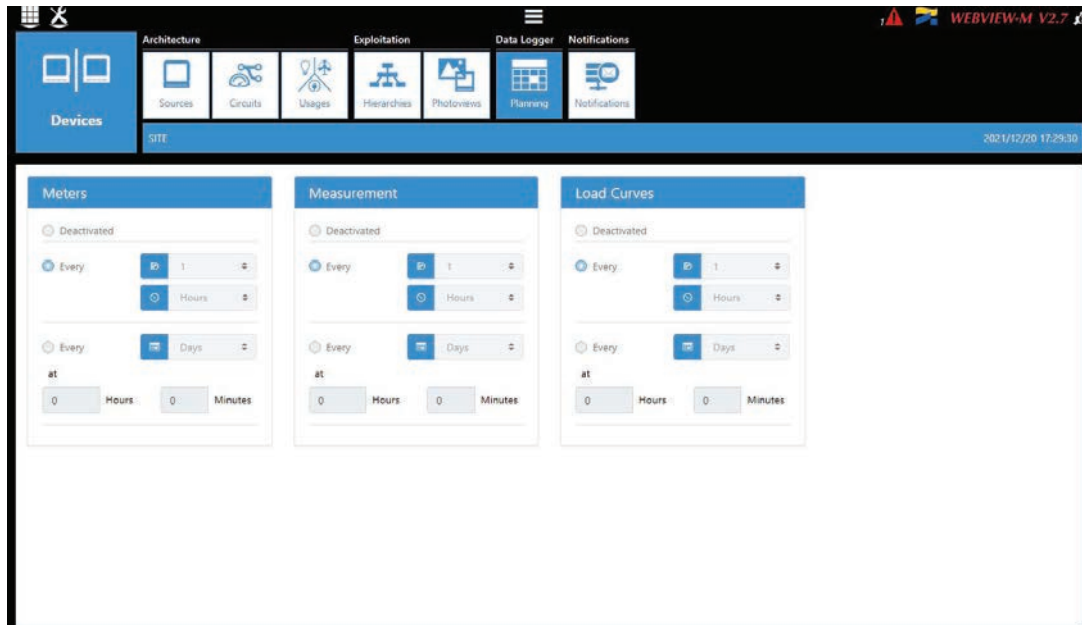 1 WEBVIEW-M V2.7
Architecture Exploitation Data Logger Notifications
Devices
Sources Circuits Usages Hierarchies Photoviews Planning Notifications
SITE 2021/12/20 17:29:30
Meters
Deactivated
Every 1
Hours
Every Days
at
0 Hours 0 Minutes
Measurement
Deactivated
Every 1
Hours
Every Days
at
0 Hours 0 Minutes
Load Curves
Deactivated
Every 1
Hours
Every Days
at
0 Hours 0 Minutes